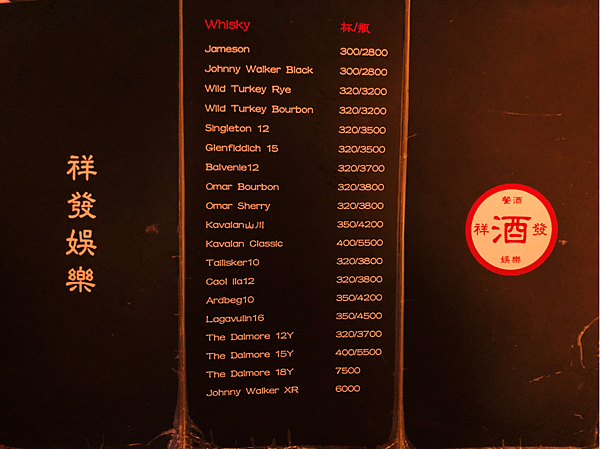 祥發娛樂
Whisky 杯/瓶
Jameson 300/2800
Johnny Walker Black 300/2800
Wild Turkey Rye 320/3200
Wild Turkey Bourbon 320/3200
Singleton 12 320/3500
Glenfiddich 15 320/3500
Balvenie12 320/3700
Omar Bourbon 320/3800
Omar Sherry 320/3800
Kavalan山川 350/4200
Kavalan Classic 400/5500
Tailisker10 320/3800
Caol ila12 320/3800
Ardbeg10 350/4200
Lagavulin16 350/4500
The Dalmore 12Y 320/3700
The Dalmore 15Y 400/5500
The Dalmore 18Y 7500
Johnny Walker XR 6000
餐酒
祥酒發
娛樂